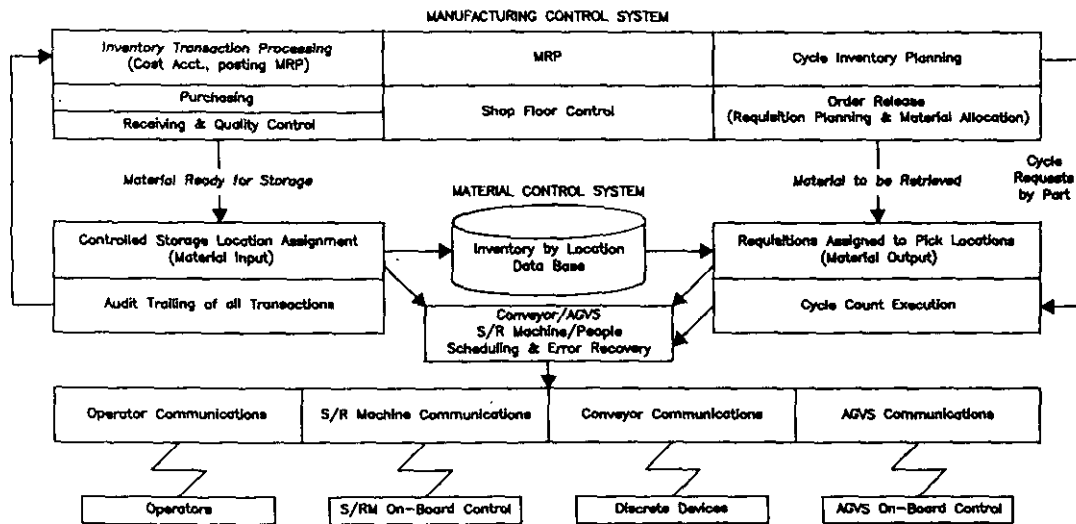 MANUFACTURING CONTROL SYSTEM
Inventory Transaction Processing
(Cost Acct., posting MRP)
MRP
Cycle Inventory Planning
Purchasing
Receiving & Quality Control
Shop Floor Control
Order Release
(Requisition Planning & Material Allocation)
Material Ready for Storage
Material to be Retrieved
Cycle
Requests
by Part
MATERIAL CONTROL SYSTEM
Controlled Storage Location Assignment
(Material Input)
Inventory by Location
Data Base
Requisitions Assigned to Pick Locations
(Material Output)
Audit Trailing of all Transactions
Cycle Count Execution
Conveyor/AGVS
S/R Machine/People
Scheduling & Error Recovery
Operator Communications
S/R Machine Communications
Conveyor Communications
AGVS Communications
Operators
S/RM On-Board Control
Discrete Devices
AGVS On-Board Control